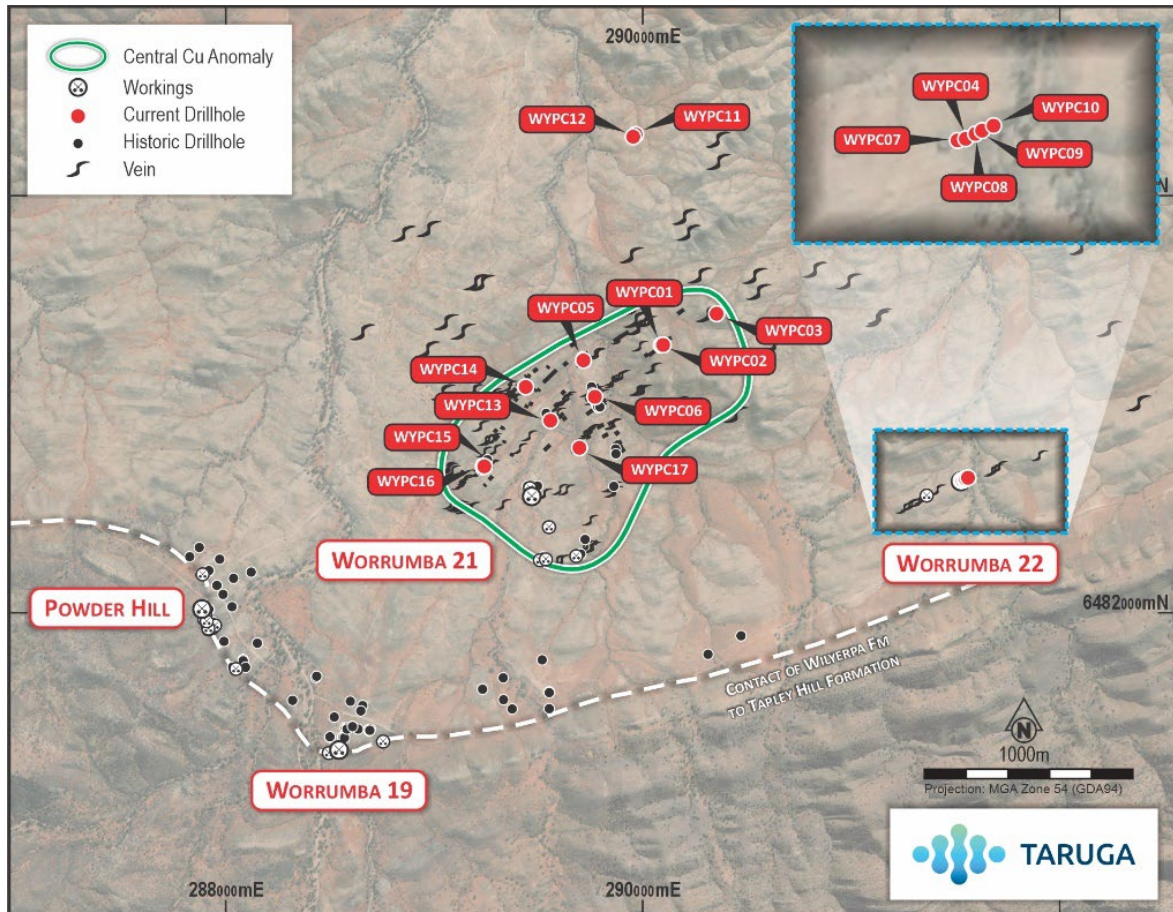 Central Cu Anomaly
Workings
Current Drillhole
Historic Drillhole
Vein
290000mE
WYPC12
WYPC11
WYPC04
WYPC10
WYPC07
WYPC09
WYPC08
N
WYPC01
WYPC05
WYPC03
WYPC02
WYPC14
WYPC13
WYPC06
WYPC15
WYPC17
WYPC16
WORRUMBA 21
WORRUMBA 22
POWDER HILL
6482000mN
CONTACT OF WILYERPA FM
TO TAPLEY HILL FORMATION
WORRUMBA 19
N
1000m
Projection: MGA Zone 54 (GDA94)
TARUGA
288000mE
290000mE